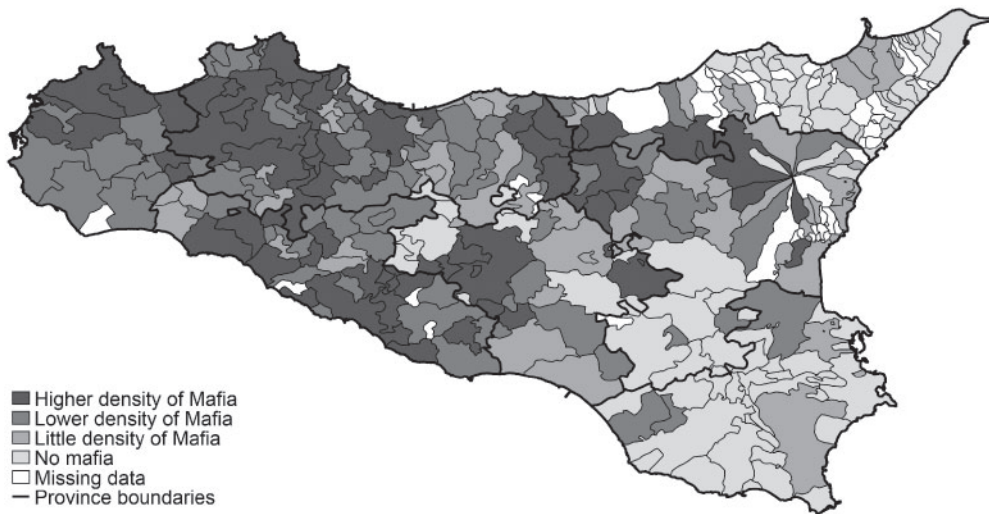 Higher density of Mafia
Lower density of Mafia
Little density of Mafia
No mafia
Missing data
Province boundaries